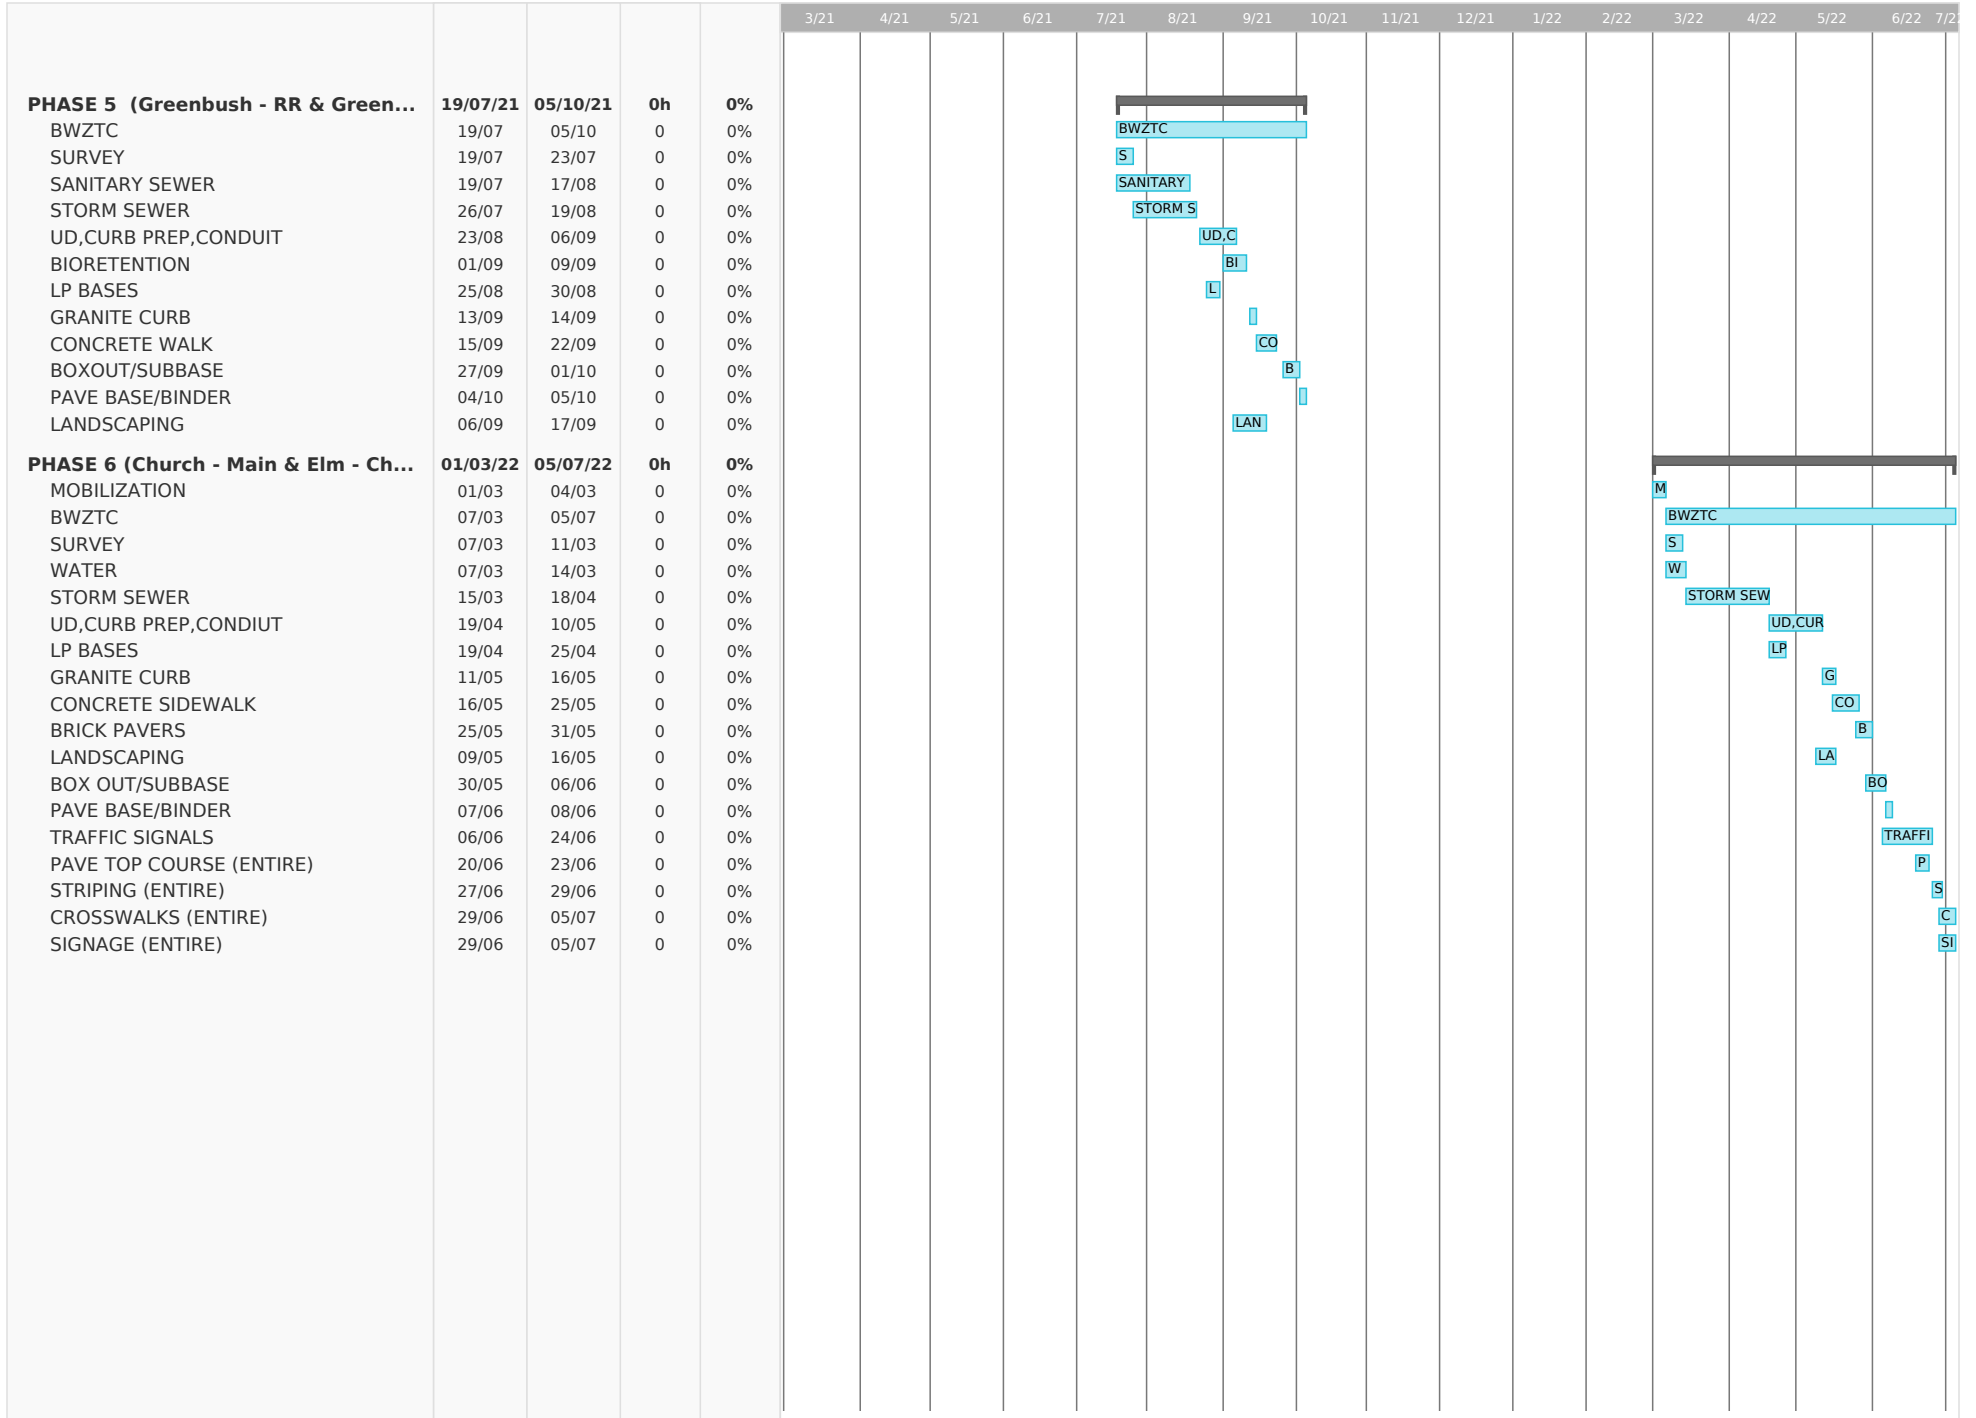 3/21 4/21 5/21 6/21 7/21 8/21 9/21 10/21 11/21 12/21 1/22 2/22 3/22 4/22 5/22 6/22 7/2
PHASE 5 (Greenbush - RR & Green... 19/07/21 05/10/21 0h 0%
BWZTC 19/07 05/10 0 0% BWZTC
SURVEY 19/07 23/07 0 0% S
SANITARY SEWER 19/07 17/08 0 0% SANITARY
STORM SEWER 26/07 19/08 0 0% STORM S
UD,CURB PREP,CONDUIT 23/08 06/09 0 0% UD,C
BIORETENTION 01/09 09/09 0 0% BI
LP BASES 25/08 30/08 0 0% L
GRANITE CURB 13/09 14/09 0 0%
CONCRETE WALK 15/09 22/09 0 0% CO
BOXOUT/SUBBASE 27/09 01/10 0 0% B
PAVE BASE/BINDER 04/10 05/10 0 0%
LANDSCAPING 06/09 17/09 0 0% LAN
PHASE 6 (Church - Main & Elm - Ch... 01/03/22 05/07/22 0h 0%
MOBILIZATION 01/03 04/03 0 0% M
BWZTC 07/03 05/07 0 0% BWZTC
SURVEY 07/03 11/03 0 0% S
WATER 07/03 14/03 0 0% W
STORM SEWER 15/03 18/04 0 0% STORM SEW
UD,CURB PREP,CONDIUT 19/04 10/05 0 0% UD,CUR
LP BASES 19/04 25/04 0 0% LP
GRANITE CURB 11/05 16/05 0 0% G
CONCRETE SIDEWALK 16/05 25/05 0 0% CO
BRICK PAVERS 25/05 31/05 0 0% B
LANDSCAPING 09/05 16/05 0 0% LA
BOX OUT/SUBBASE 30/05 06/06 0 0% BO
PAVE BASE/BINDER 07/06 08/06 0 0%
TRAFFIC SIGNALS 06/06 24/06 0 0% TRAFFI
PAVE TOP COURSE (ENTIRE) 20/06 23/06 0 0% P
STRIPING (ENTIRE) 27/06 29/06 0 0% S
CROSSWALKS (ENTIRE) 29/06 05/07 0 0% C
SIGNAGE (ENTIRE) 29/06 05/07 0 0% SI